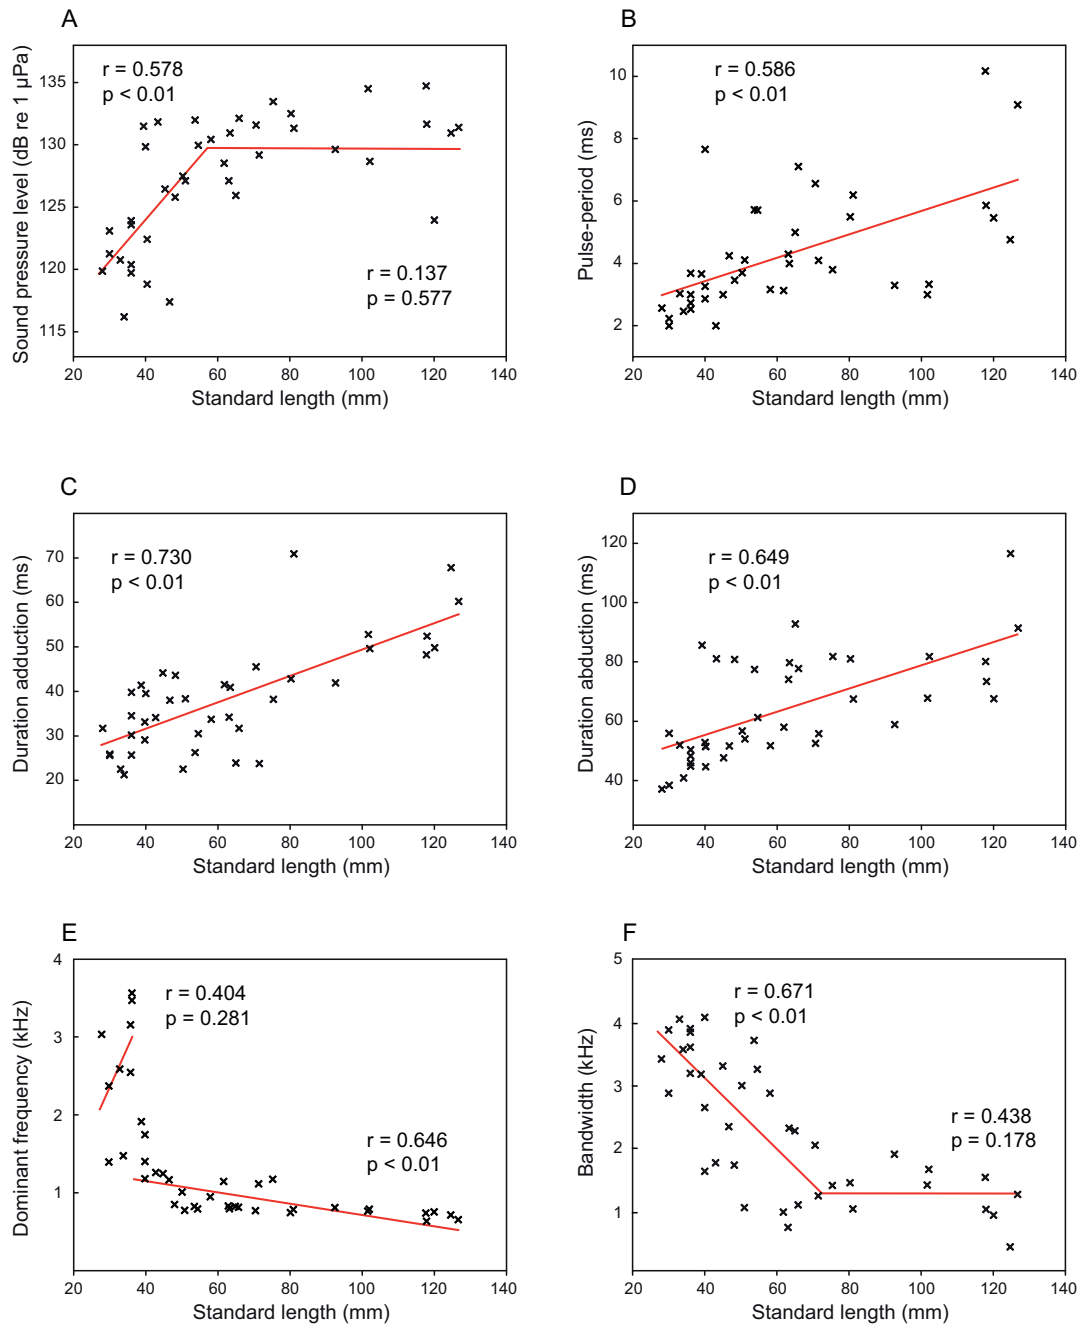 A
Sound pressure level (dB re 1 µPa)
135
130
125
120
115
r = 0.578
p < 0.01
r = 0.137
p = 0.577
20 40 60 80 100 120 140
Standard length (mm)
B
Pulse-period (ms)
10
8
6
4
2
r = 0.586
p < 0.01
20 40 60 80 100 120 140
Standard length (mm)
C
Duration adduction (ms)
70
60
50
40
30
20
r = 0.730
p < 0.01
20 40 60 80 100 120 140
Standard length (mm)
D
Duration abduction (ms)
120
100
80
60
40
r = 0.649
p < 0.01
20 40 60 80 100 120 140
Standard length (mm)
E
Dominant frequency (kHz)
4
3
2
1
r = 0.404
p = 0.281
r = 0.646
p < 0.01
20 40 60 80 100 120 140
Standard length (mm)
F
Bandwidth (kHz)
5
4
3
2
1
r = 0.671
p < 0.01
r = 0.438
p = 0.178
20 40 60 80 100 120 140
Standard length (mm)